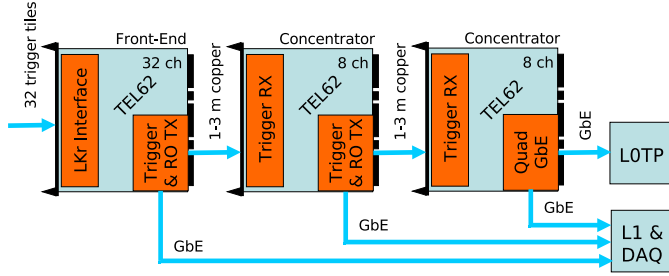 32 trigger tiles
Front-End
32 ch
TEL62
LKr Interface
Trigger
& RO TX
1-3 m copper
GbE
Concentrator
8 ch
TEL62
Trigger RX
Trigger
& RO TX
1-3 m copper
GbE
Concentrator
8 ch
TEL62
Trigger RX
Quad
GbE
GbE
GbE
L0TP
L1 &
DAQ